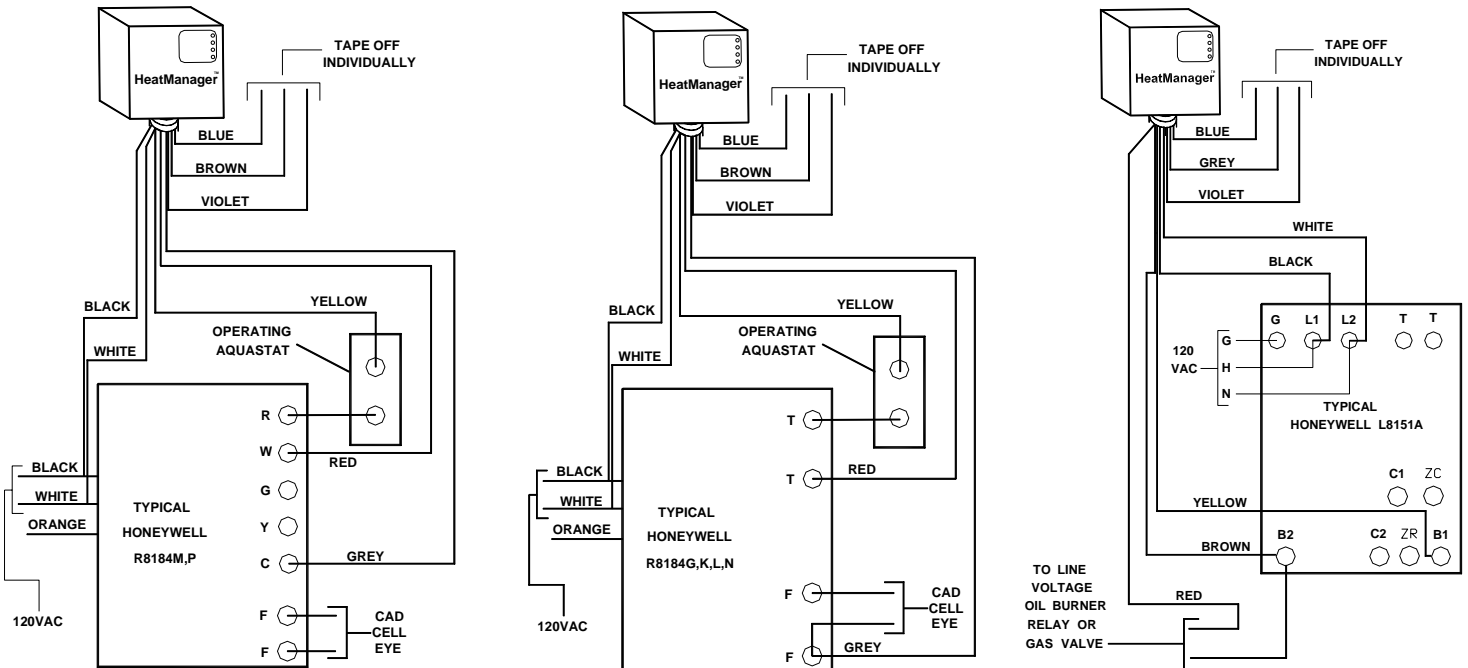 HeatManager™
TAPE OFF
INDIVIDUALLY
BLUE
BROWN
VIOLET
BLACK
WHITE
YELLOW
OPERATING
AQUASTAT
R
W
RED
G
Y
C
GREY
F
F
CAD
CELL
EYE
BLACK
WHITE
ORANGE
120VAC
TYPICAL
HONEYWELL
R8184M,P
HeatManager™
TAPE OFF
INDIVIDUALLY
BLUE
BROWN
VIOLET
BLACK
WHITE
YELLOW
OPERATING
AQUASTAT
T
T
RED
F
F
GREY
CAD
CELL
EYE
BLACK
WHITE
ORANGE
120VAC
TYPICAL
HONEYWELL
R8184G,K,L,N
HeatManager™
TAPE OFF
INDIVIDUALLY
BLUE
GREY
VIOLET
WHITE
BLACK
G L1 L2 T T
120
VAC
G
H
N
TYPICAL
HONEYWELL L8151A
C1 ZC
YELLOW
BROWN
B2 C2 ZR B1
RED
TO LINE
VOLTAGE
OIL BURNER
RELAY OR
GAS VALVE